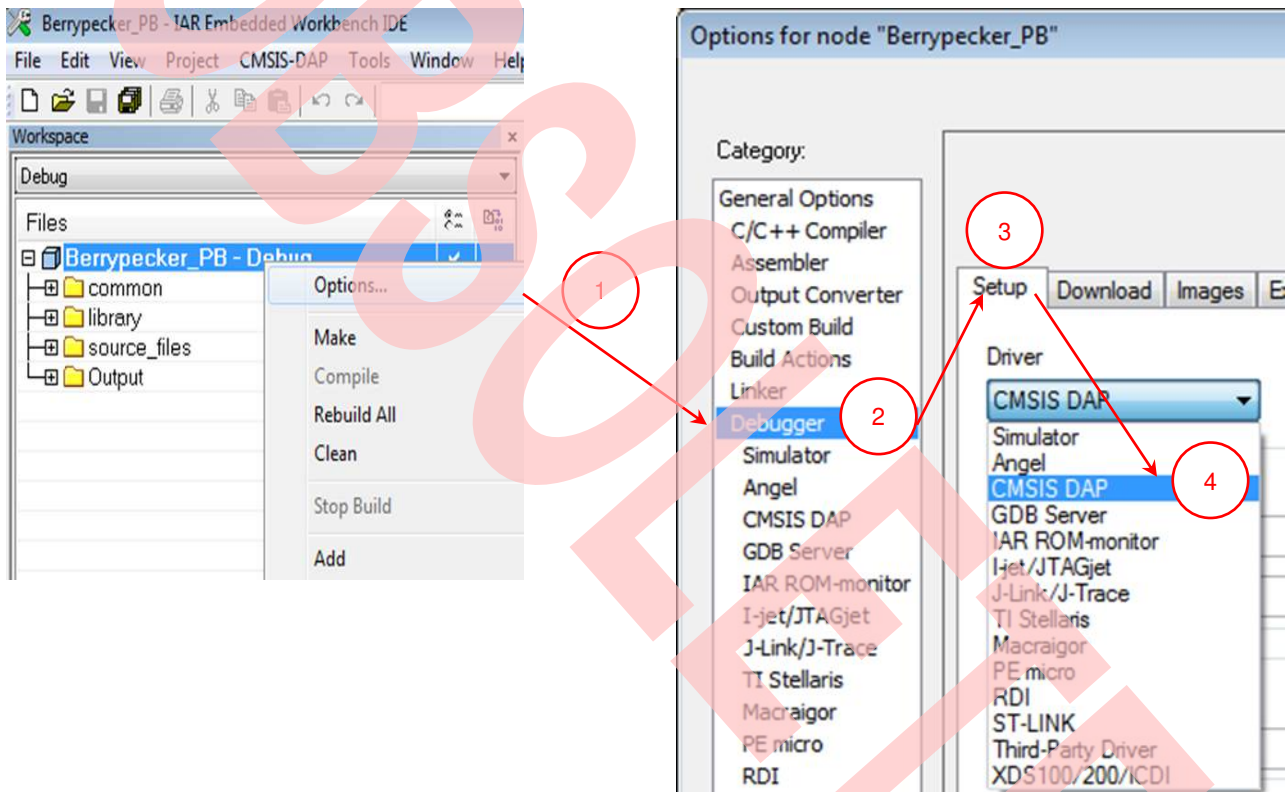 Berrypecker_PB - IAR Embedded Workbench IDE
File Edit View Project CMSIS-DAP Tools Window Help
Workspace
Debug
Files
Berrypecker_PB - Debug
common
library
source_files
Output
Options...
Make
Compile
Rebuild All
Clean
Stop Build
Add
1
Options for node "Berrypecker_PB"
Category:
General Options
C/C++ Compiler
Assembler
Output Converter
Custom Build
Build Actions
Linker
Debugger
Simulator
Angel
CMSIS DAP
GDB Server
IAR ROM-monitor
I-jet/JTAGjet
J-Link/J-Trace
TI Stellaris
Macraigor
PE micro
RDI
2
3
Setup Download Images
Driver
CMSIS DAP
Simulator
Angel
CMSIS DAP
GDB Server
IAR ROM-monitor
I-jet/JTAGjet
J-Link/J-Trace
TI Stellaris
Macraigor
PE micro
RDI
ST-LINK
Third-Party Driver
XDS100/200/ICDI
4